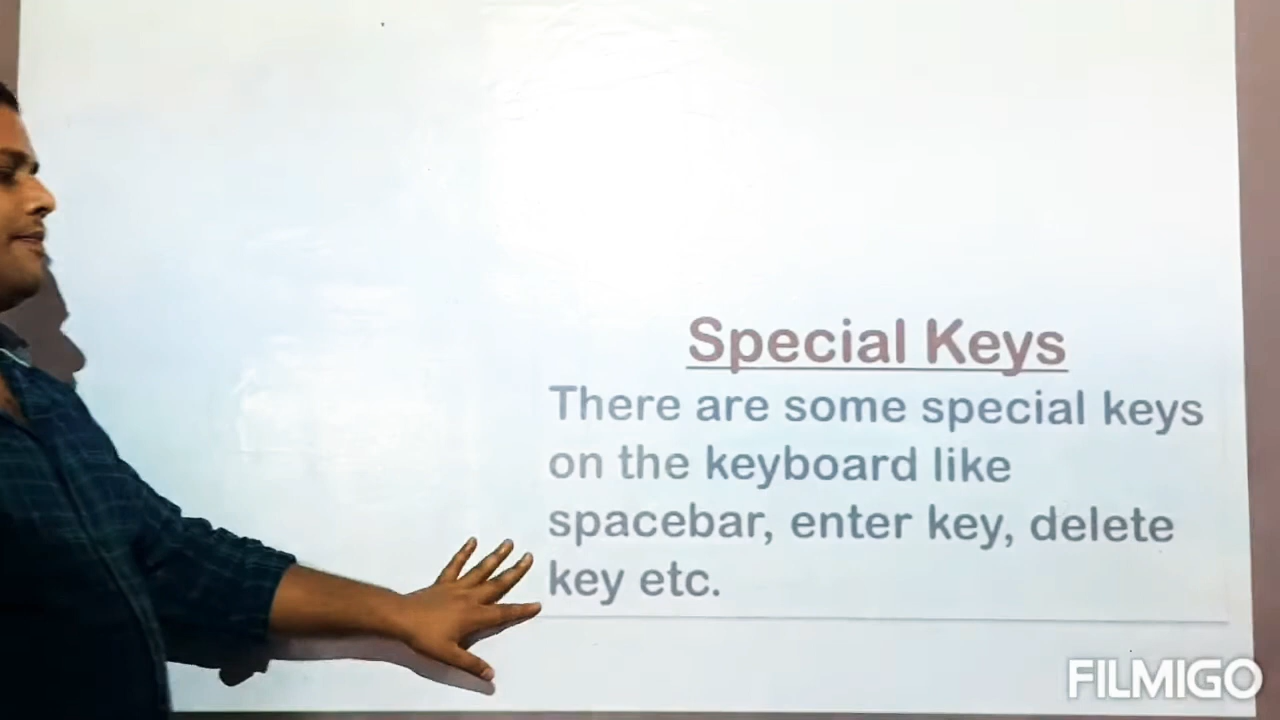 Special Keys
There are some special keys
on the keyboard like
spacebar, enter key, delete
key etc.
FILMIGO